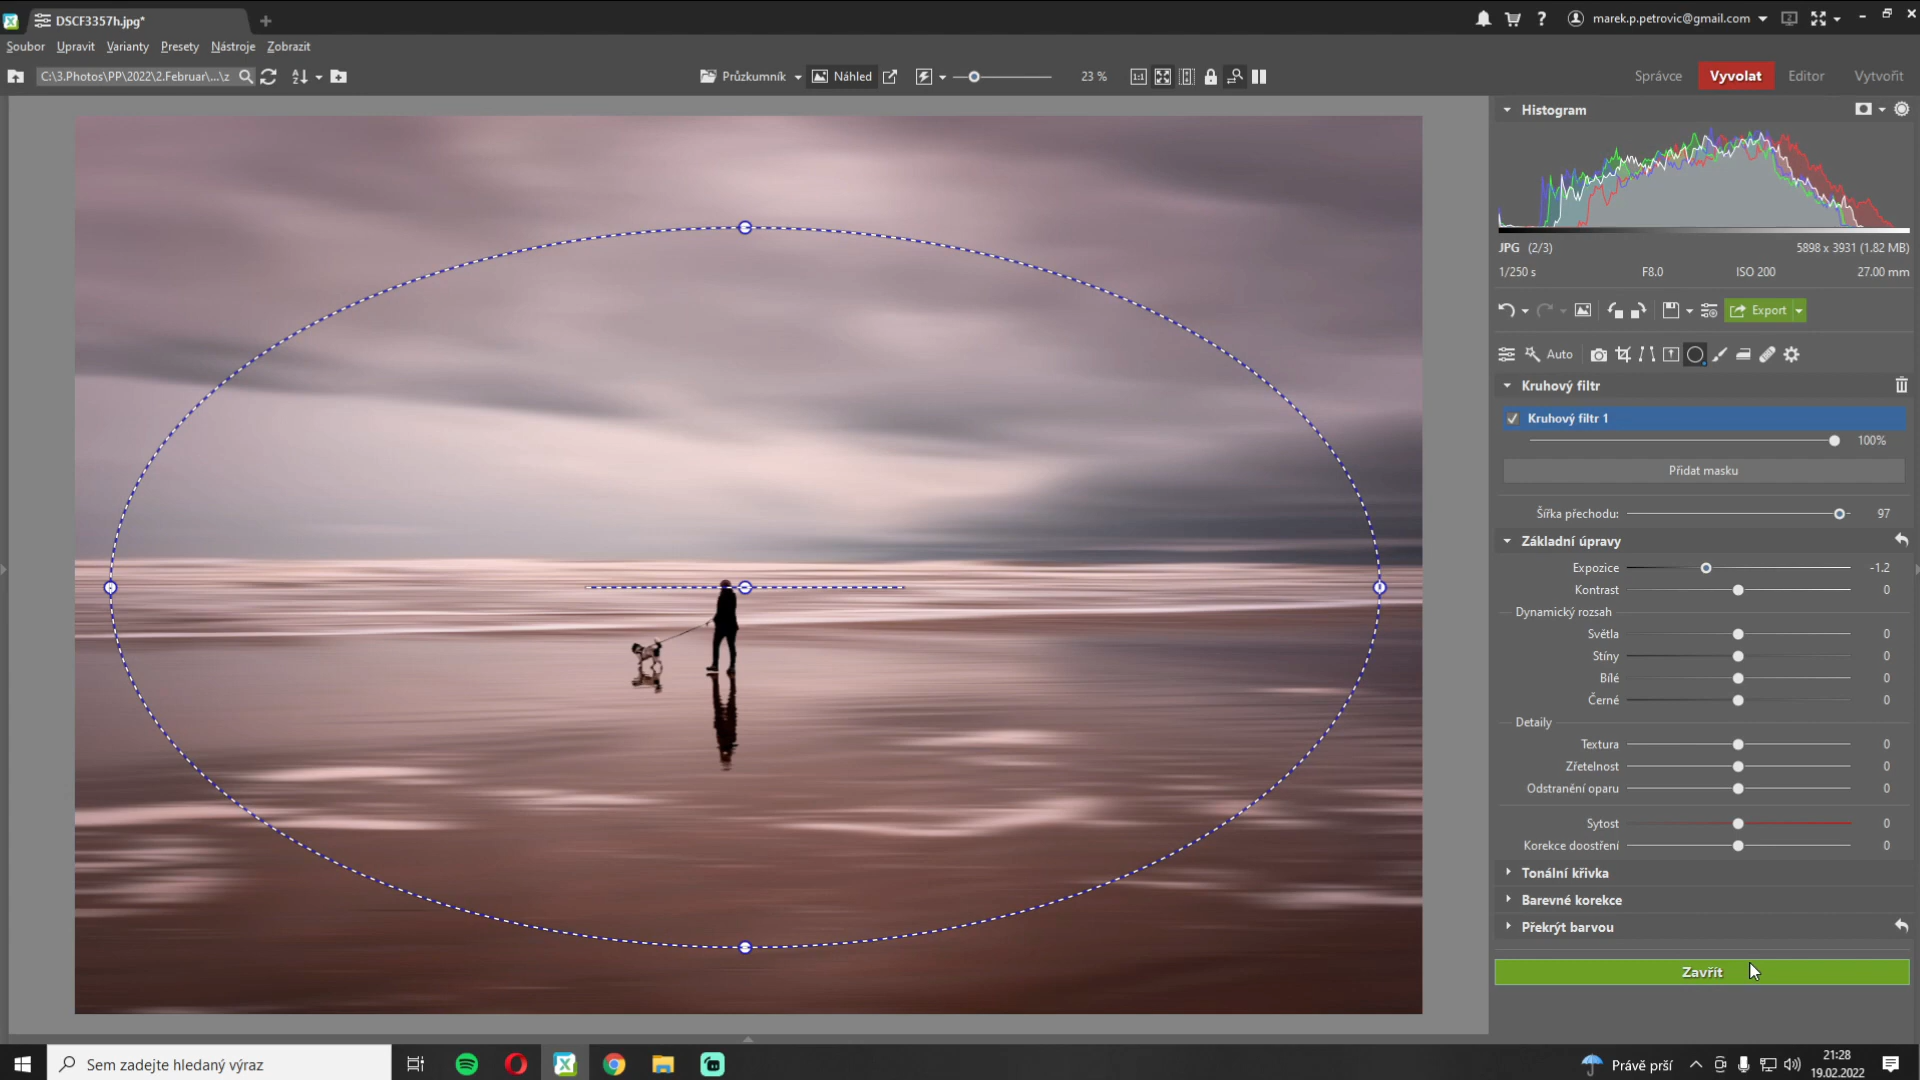 DSCF3357h.jpg*
marek.p.petrovic@gmail.com
Soubor Upravit Varianty Presety Nástroje Zobrazit
C:\3.Photos\PP\2022\2.Februar\...\z
Průzkumník Náhled 23 % 1:1
Správce Vyvolat Editor Vytvořit
Histogram
JPG (2/3) 5898 x 3931 (1.82 MB)
1/250 s F8.0 ISO 200 27.00 mm
Export
Auto
Kruhový filtr
Kruhový filtr 1
100%
Přidat masku
Šířka přechodu: 97
Základní úpravy
Expozice -1.2
Kontrast 0
Dynamický rozsah
Světla 0
Stíny 0
Bílé 0
Černé 0
Detaily
Textura 0
Zřetelnost 0
Odstranění oparu 0
Sytost 0
Korekce doostření 0
Tonální křivka
Barevné korekce
Překrýt barvou
Zavřít
Sem zadejte hledaný výraz
Právě prší
21:28
19.02.2022